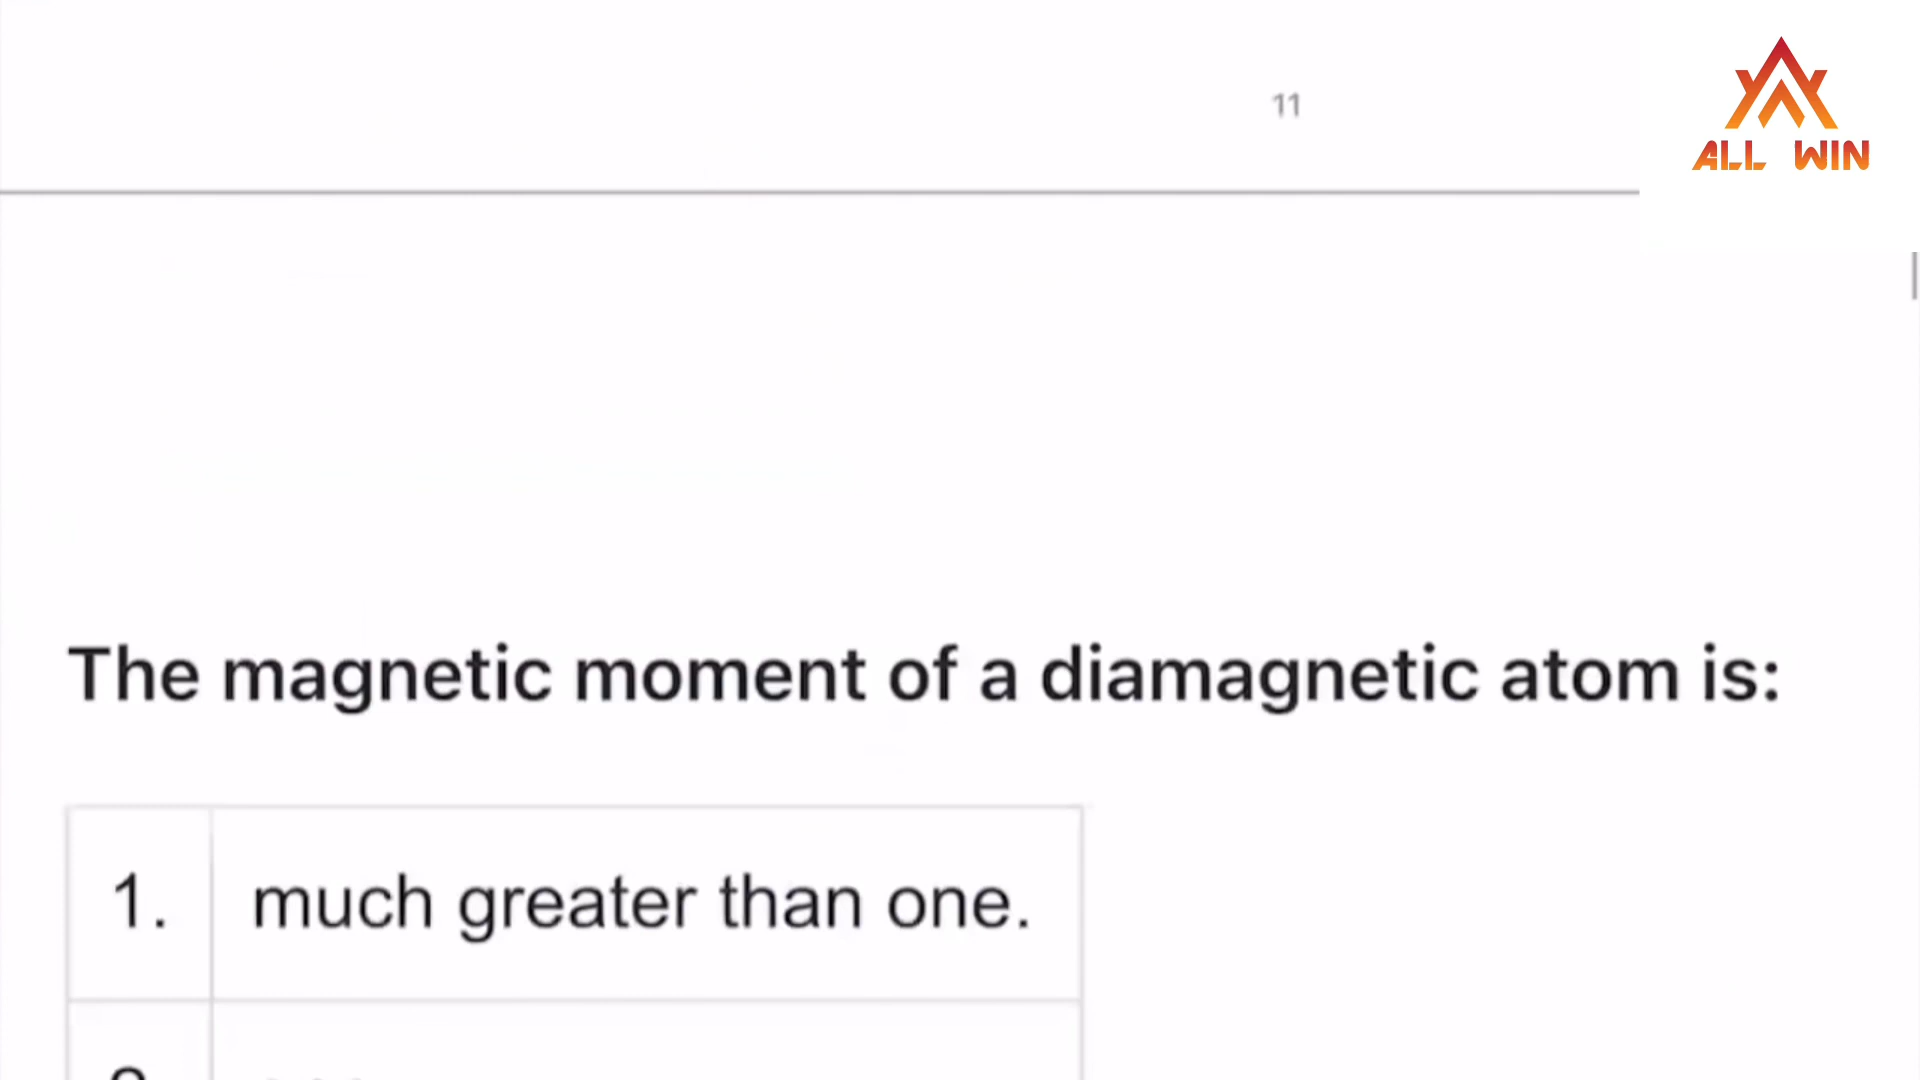 11
ALL WIN
The magnetic moment of a diamagnetic atom is:
1. much greater than one.